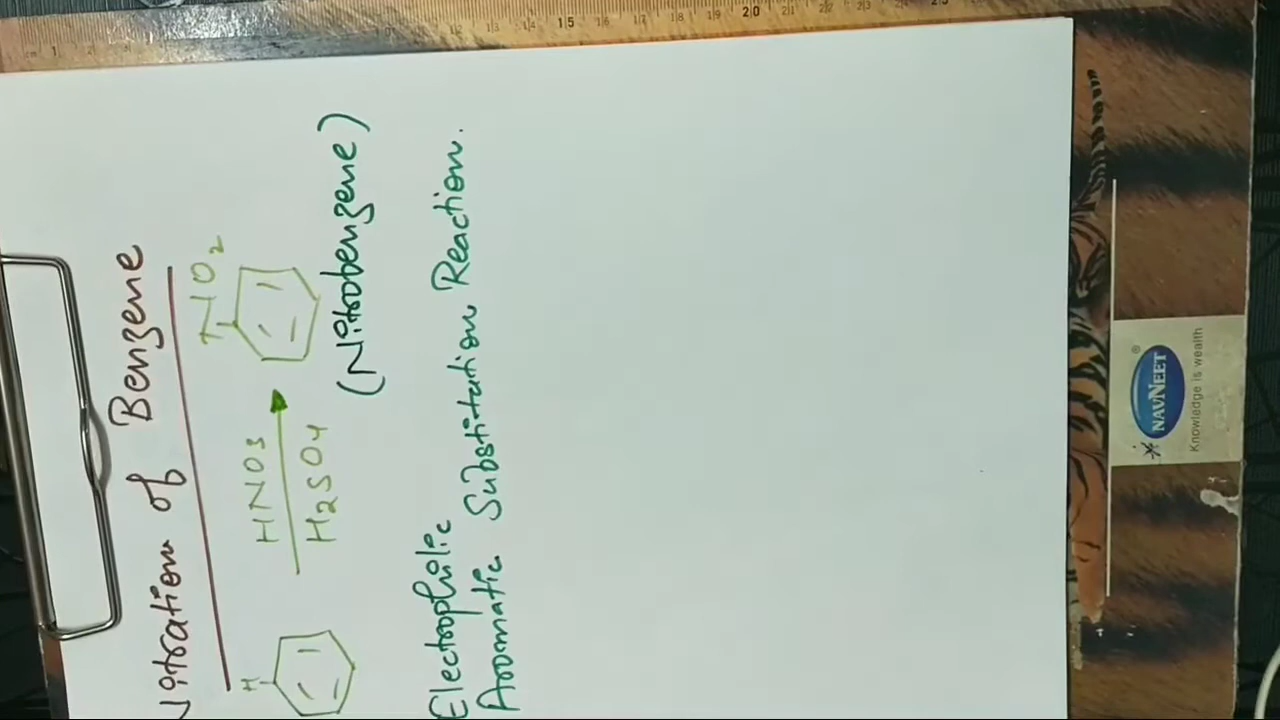 Nitration of Benzene
H
HNO3
H2SO4
NO2
(Nitrobenzene)
Electrophilic
Aromatic Substitution Reaction.
NAVNEET
Knowledge is wealth